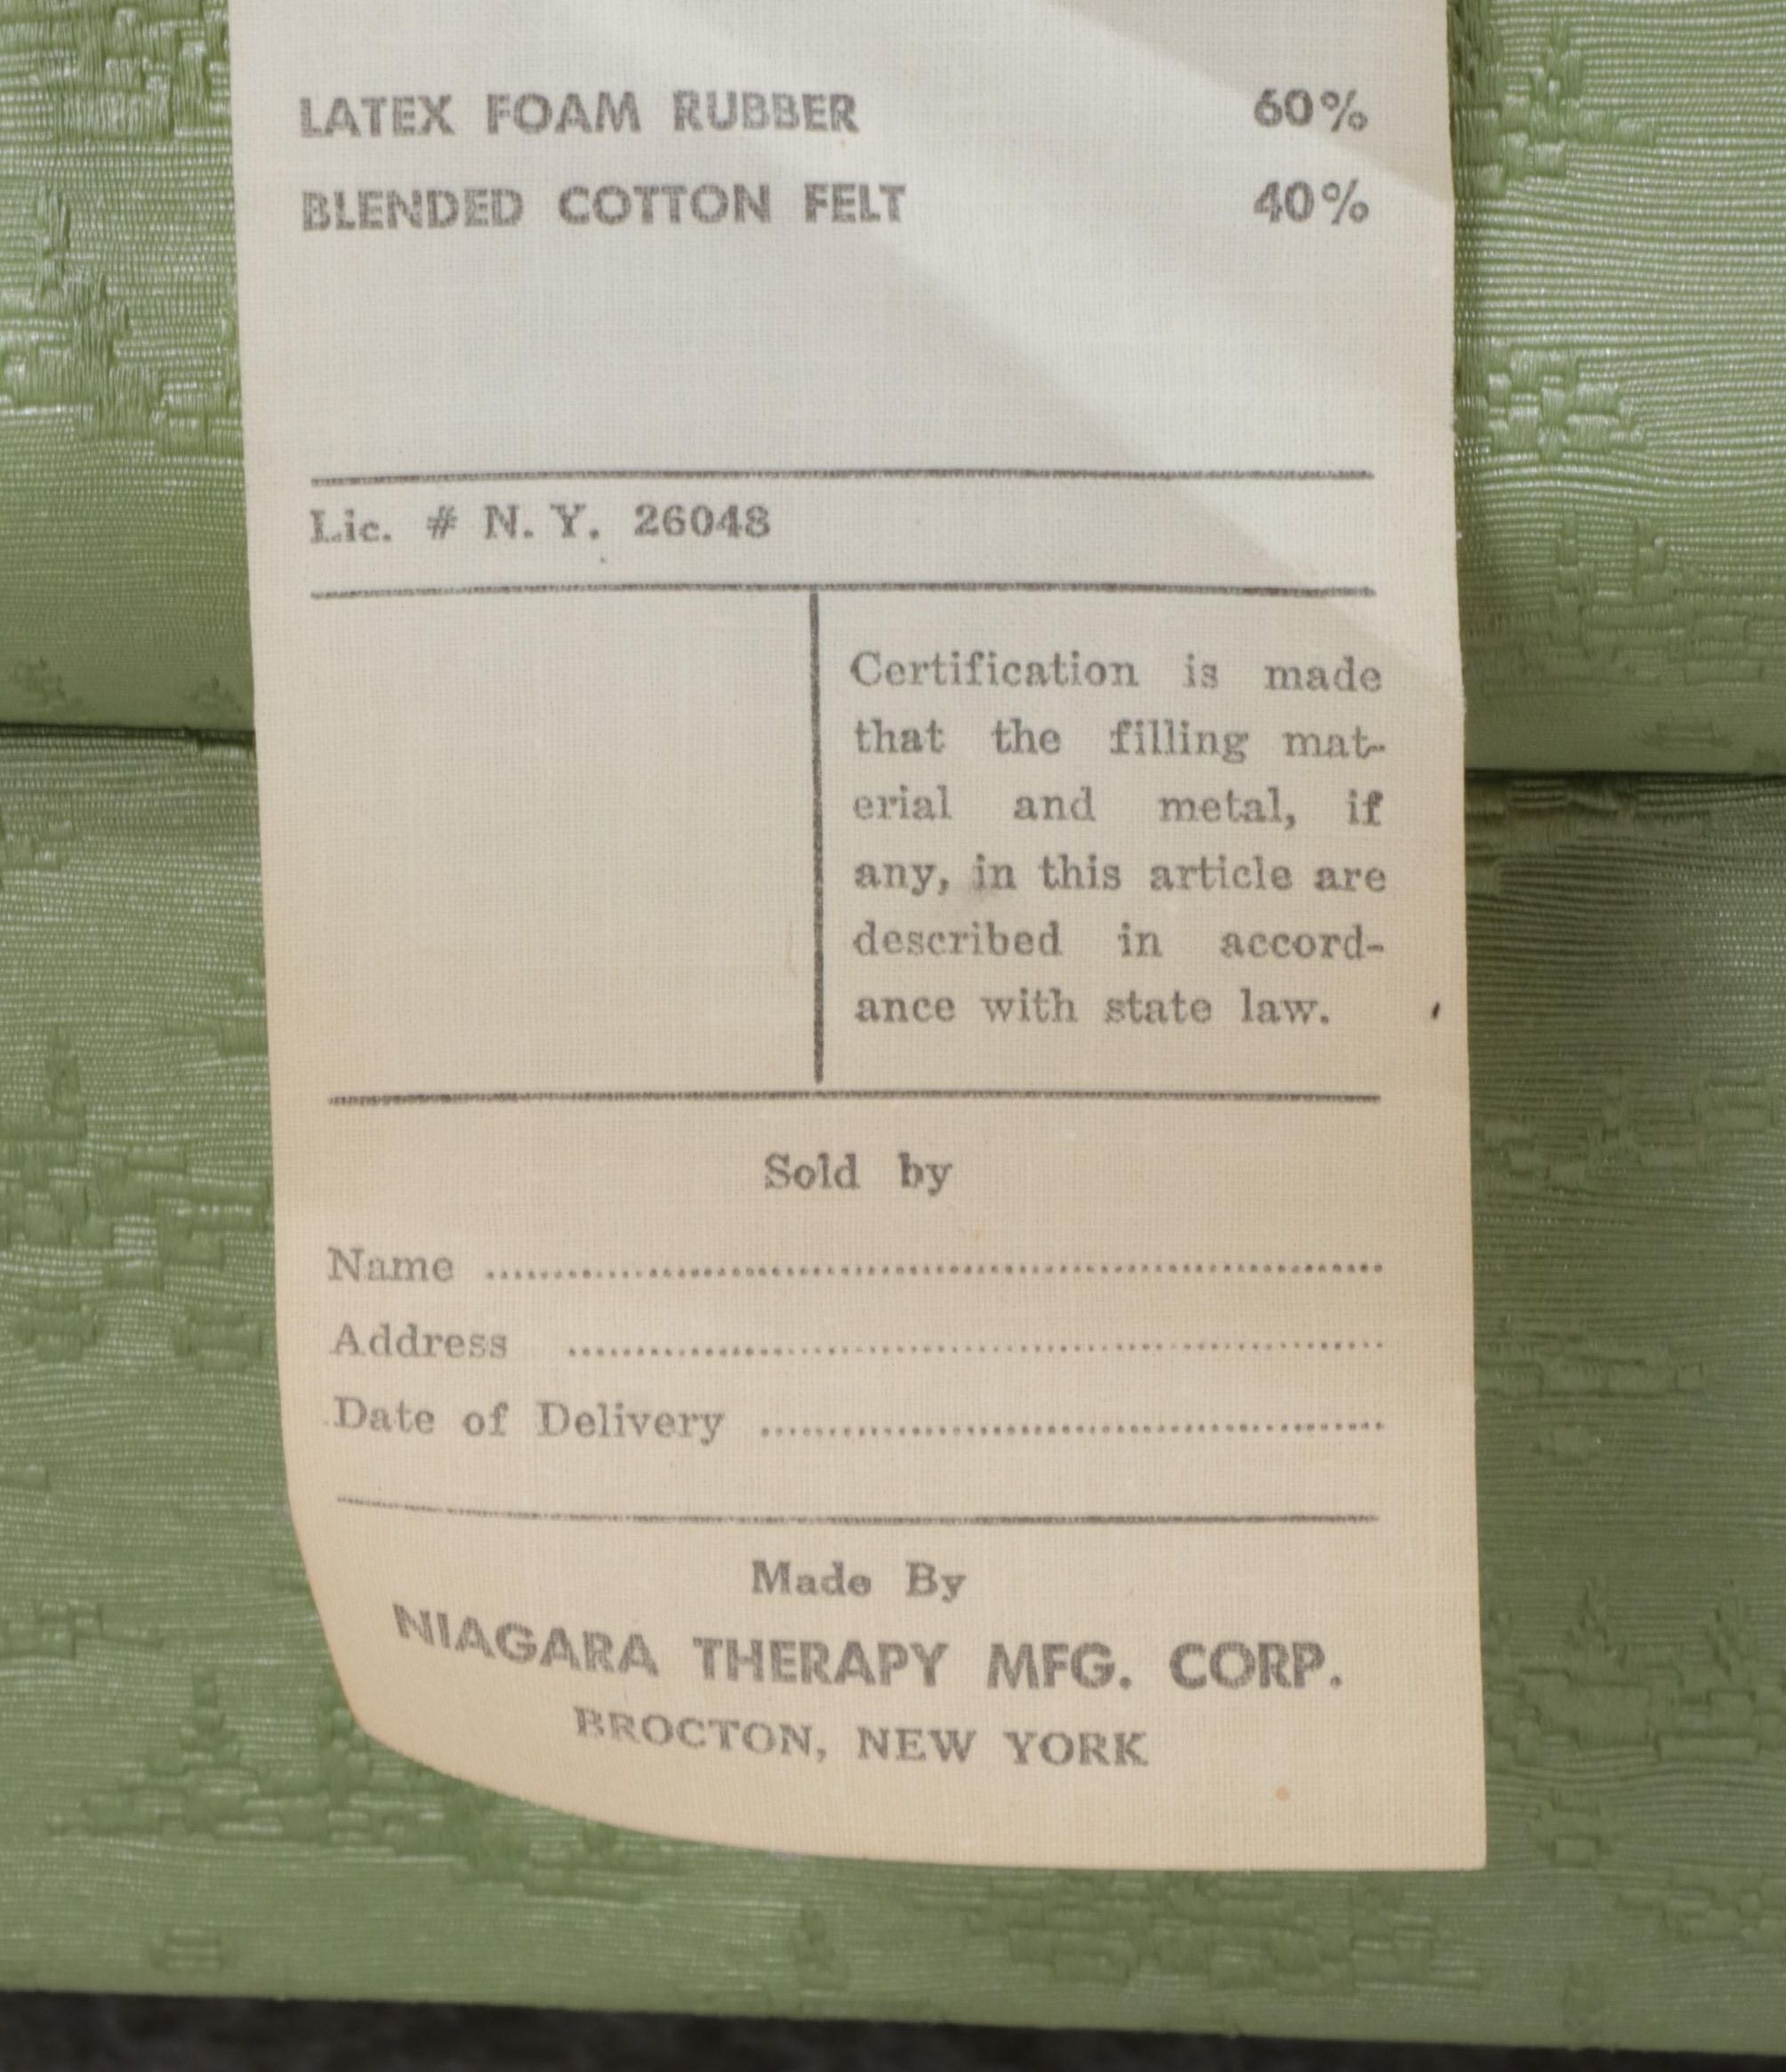 LATEX FOAM RUBBER 60%
BLENDED COTTON FELT 40%
Lic. # N. Y. 26048
Certification is made
that the filling mat-
erial and metal, if
any, in this article are
described in accord-
ance with state law.
Sold by
Name ........................................
Address ........................................
Date of Delivery ........................................
Made By
NIAGARA THERAPY MFG. CORP.
BROCTON, NEW YORK